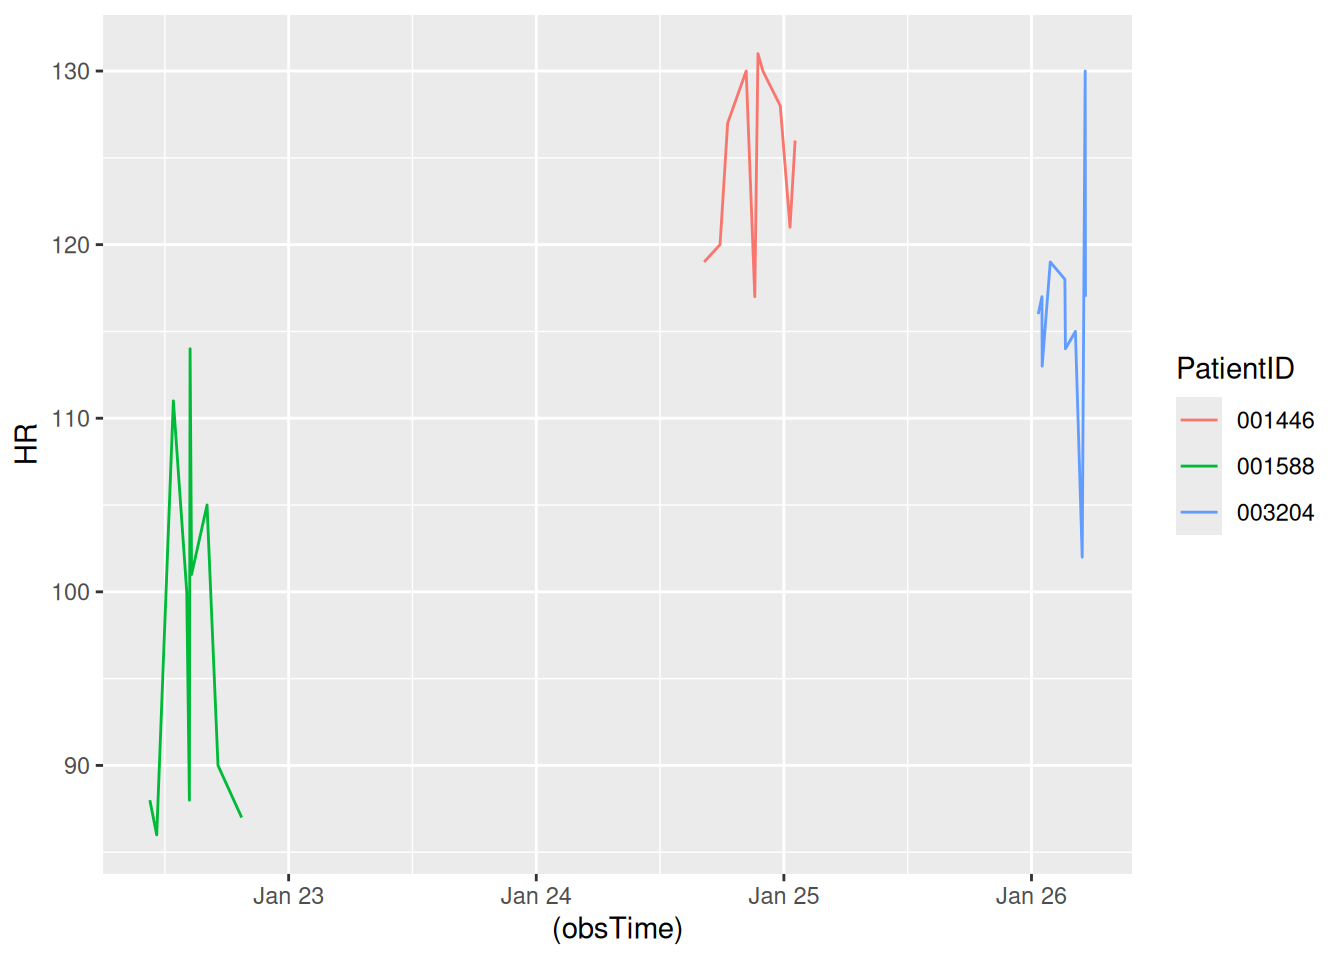 130
120
110
100
90
HR
Jan 23
Jan 24
Jan 25
Jan 26
(obsTime)
PatientID
001446
001588
003204